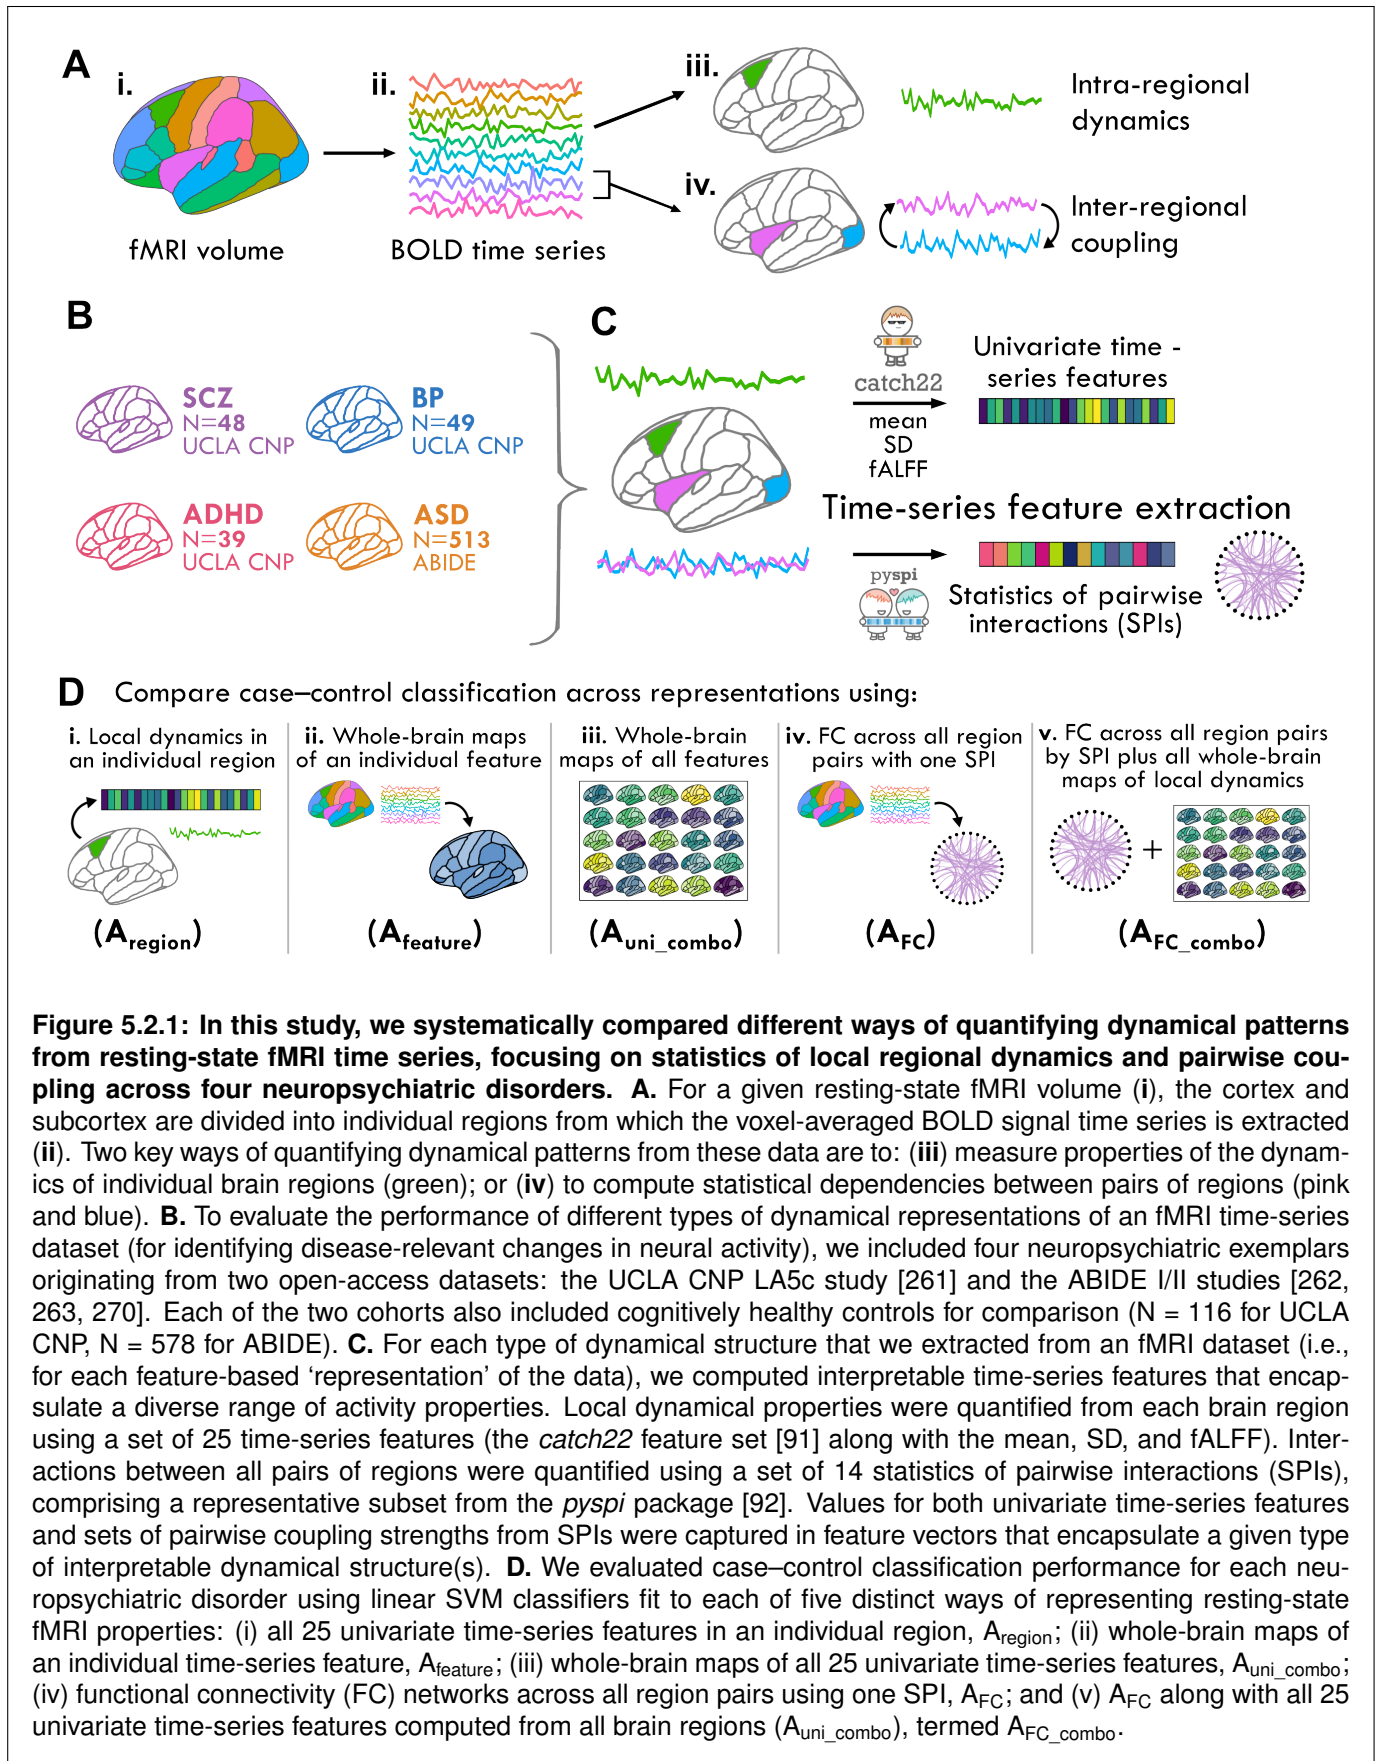 A
i.
ii.
iii.
Intra-regional
dynamics
iv.
Inter-regional
coupling
fMRI volume
BOLD time series
B
SCZ
N=48
UCLA CNP
BP
N=49
UCLA CNP
ADHD
N=39
UCLA CNP
ASD
N=513
ABIDE
C
catch22
mean
SD
fALFF
Univariate time -
series features
Time-series feature extraction
pyspi
Statistics of pairwise
interactions (SPIs)
D Compare case–control classification across representations using:
i. Local dynamics in
an individual region
(A_region)
ii. Whole-brain maps
of an individual feature
(A_feature)
iii. Whole-brain
maps of all features
(A_uni_combo)
iv. FC across all region
pairs with one SPI
(A_FC)
v. FC across all region pairs
by SPI plus all whole-brain
maps of local dynamics
+
(A_FC_combo)
Figure 5.2.1: In this study, we systematically compared different ways of quantifying dynamical patterns
from resting-state fMRI time series, focusing on statistics of local regional dynamics and pairwise cou-
pling across four neuropsychiatric disorders. A. For a given resting-state fMRI volume (i), the cortex and
subcortex are divided into individual regions from which the voxel-averaged BOLD signal time series is extracted
(ii). Two key ways of quantifying dynamical patterns from these data are to: (iii) measure properties of the dynam-
ics of individual brain regions (green); or (iv) to compute statistical dependencies between pairs of regions (pink
and blue). B. To evaluate the performance of different types of dynamical representations of an fMRI time-series
dataset (for identifying disease-relevant changes in neural activity), we included four neuropsychiatric exemplars
originating from two open-access datasets: the UCLA CNP LA5c study [261] and the ABIDE I/II studies [262,
263, 270]. Each of the two cohorts also included cognitively healthy controls for comparison (N = 116 for UCLA
CNP, N = 578 for ABIDE). C. For each type of dynamical structure that we extracted from an fMRI dataset (i.e.,
for each feature-based ‘representation’ of the data), we computed interpretable time-series features that encap-
sulate a diverse range of activity properties. Local dynamical properties were quantified from each brain region
using a set of 25 time-series features (the catch22 feature set [91] along with the mean, SD, and fALFF). Inter-
actions between all pairs of regions were quantified using a set of 14 statistics of pairwise interactions (SPIs),
comprising a representative subset from the pyspi package [92]. Values for both univariate time-series features
and sets of pairwise coupling strengths from SPIs were captured in feature vectors that encapsulate a given type
of interpretable dynamical structure(s). D. We evaluated case–control classification performance for each neu-
ropsychiatric disorder using linear SVM classifiers fit to each of five distinct ways of representing resting-state
fMRI properties: (i) all 25 univariate time-series features in an individual region, A_region; (ii) whole-brain maps of
an individual time-series feature, A_feature; (iii) whole-brain maps of all 25 univariate time-series features, A_uni_combo;
(iv) functional connectivity (FC) networks across all region pairs using one SPI, A_FC; and (v) A_FC along with all 25
univariate time-series features computed from all brain regions (A_uni_combo), termed A_FC_combo.